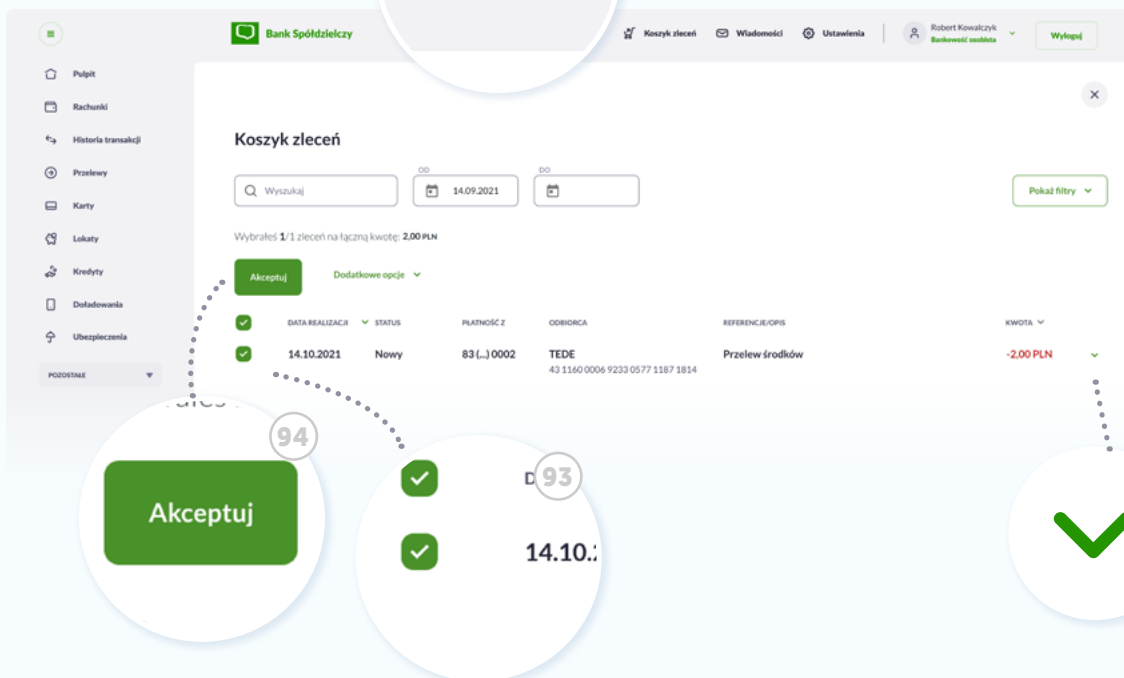 Bank Spółdzielczy
Koszyk zleceń
Wiadomości
Ustawienia
Robert Kowalczyk
Bankowość osobista
Wyloguj
Pulpit
Rachunki
Historia transakcji
Przelewy
Karty
Lokaty
Kredyty
Doładowania
Ubezpieczenia
POZOSTAŁE
Koszyk zleceń
Wyszukaj
OD
14.09.2021
DO
Pokaż filtry
Wybrałeś 1/1 zleceń na łączną kwotę: 2,00 PLN
Akceptuj
Dodatkowe opcje
DATA REALIZACJI STATUS PŁATNOŚĆ Z ODBIORCA REFERENCJE/OPIS KWOTA
14.10.2021 Nowy 83 (...) 0002 TEDE Przelew środków -2,00 PLN
43 1160 0006 9233 0577 1187 1814
94
Akceptuj
D
93
14.10.